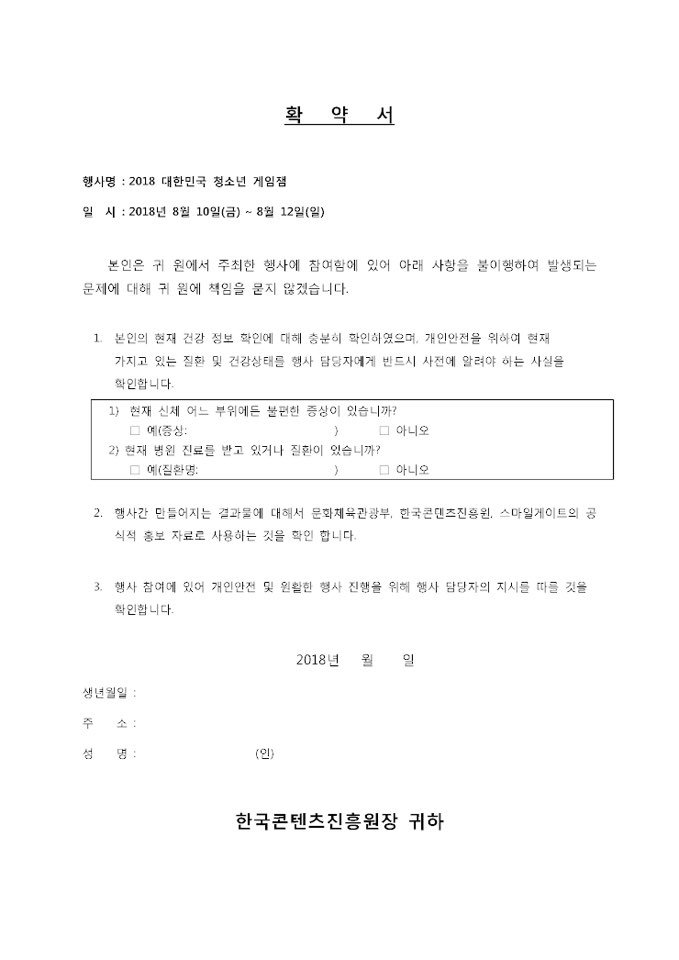 확 약 서
행사명 : 2018 대한민국 청소년 게임잼
일 시 : 2018년 8월 10일(금) ~ 8월 12일(일)
본인은 귀 원에서 주최한 행사에 참여함에 있어 아래 사항을 불이행하여 발생되는
문제에 대해 귀 원에 책임을 묻지 않겠습니다.
1. 본인의 현재 건강 정보 확인에 대해 충분히 확인하였으며, 개인안전을 위하여 현재
가지고 있는 질환 및 건강상태를 행사 담당자에게 반드시 사전에 알려야 하는 사실을
확인합니다.
1) 현재 신체 어느 부위에든 불편한 증상이 있습니까?
□ 예(증상: ) □ 아니오
2) 현재 병원 진료를 받고 있거나 질환이 있습니까?
□ 예(질환명: ) □ 아니오
2. 행사간 만들어지는 결과물에 대해서 문화체육관광부, 한국콘덴츠진흥원, 스마일게이트의 공
식적 홍보 자료로 사용하는 것을 확인 합니다.
3. 행사 참여에 있어 개인안전 및 원활한 행사 진행을 위해 행사 담당자의 지시를 따를 것을
확인합니다.
2018년 월 일
생년월일 :
주 소 :
성 명 : (인)
한국콘텐츠진흥원장 귀하